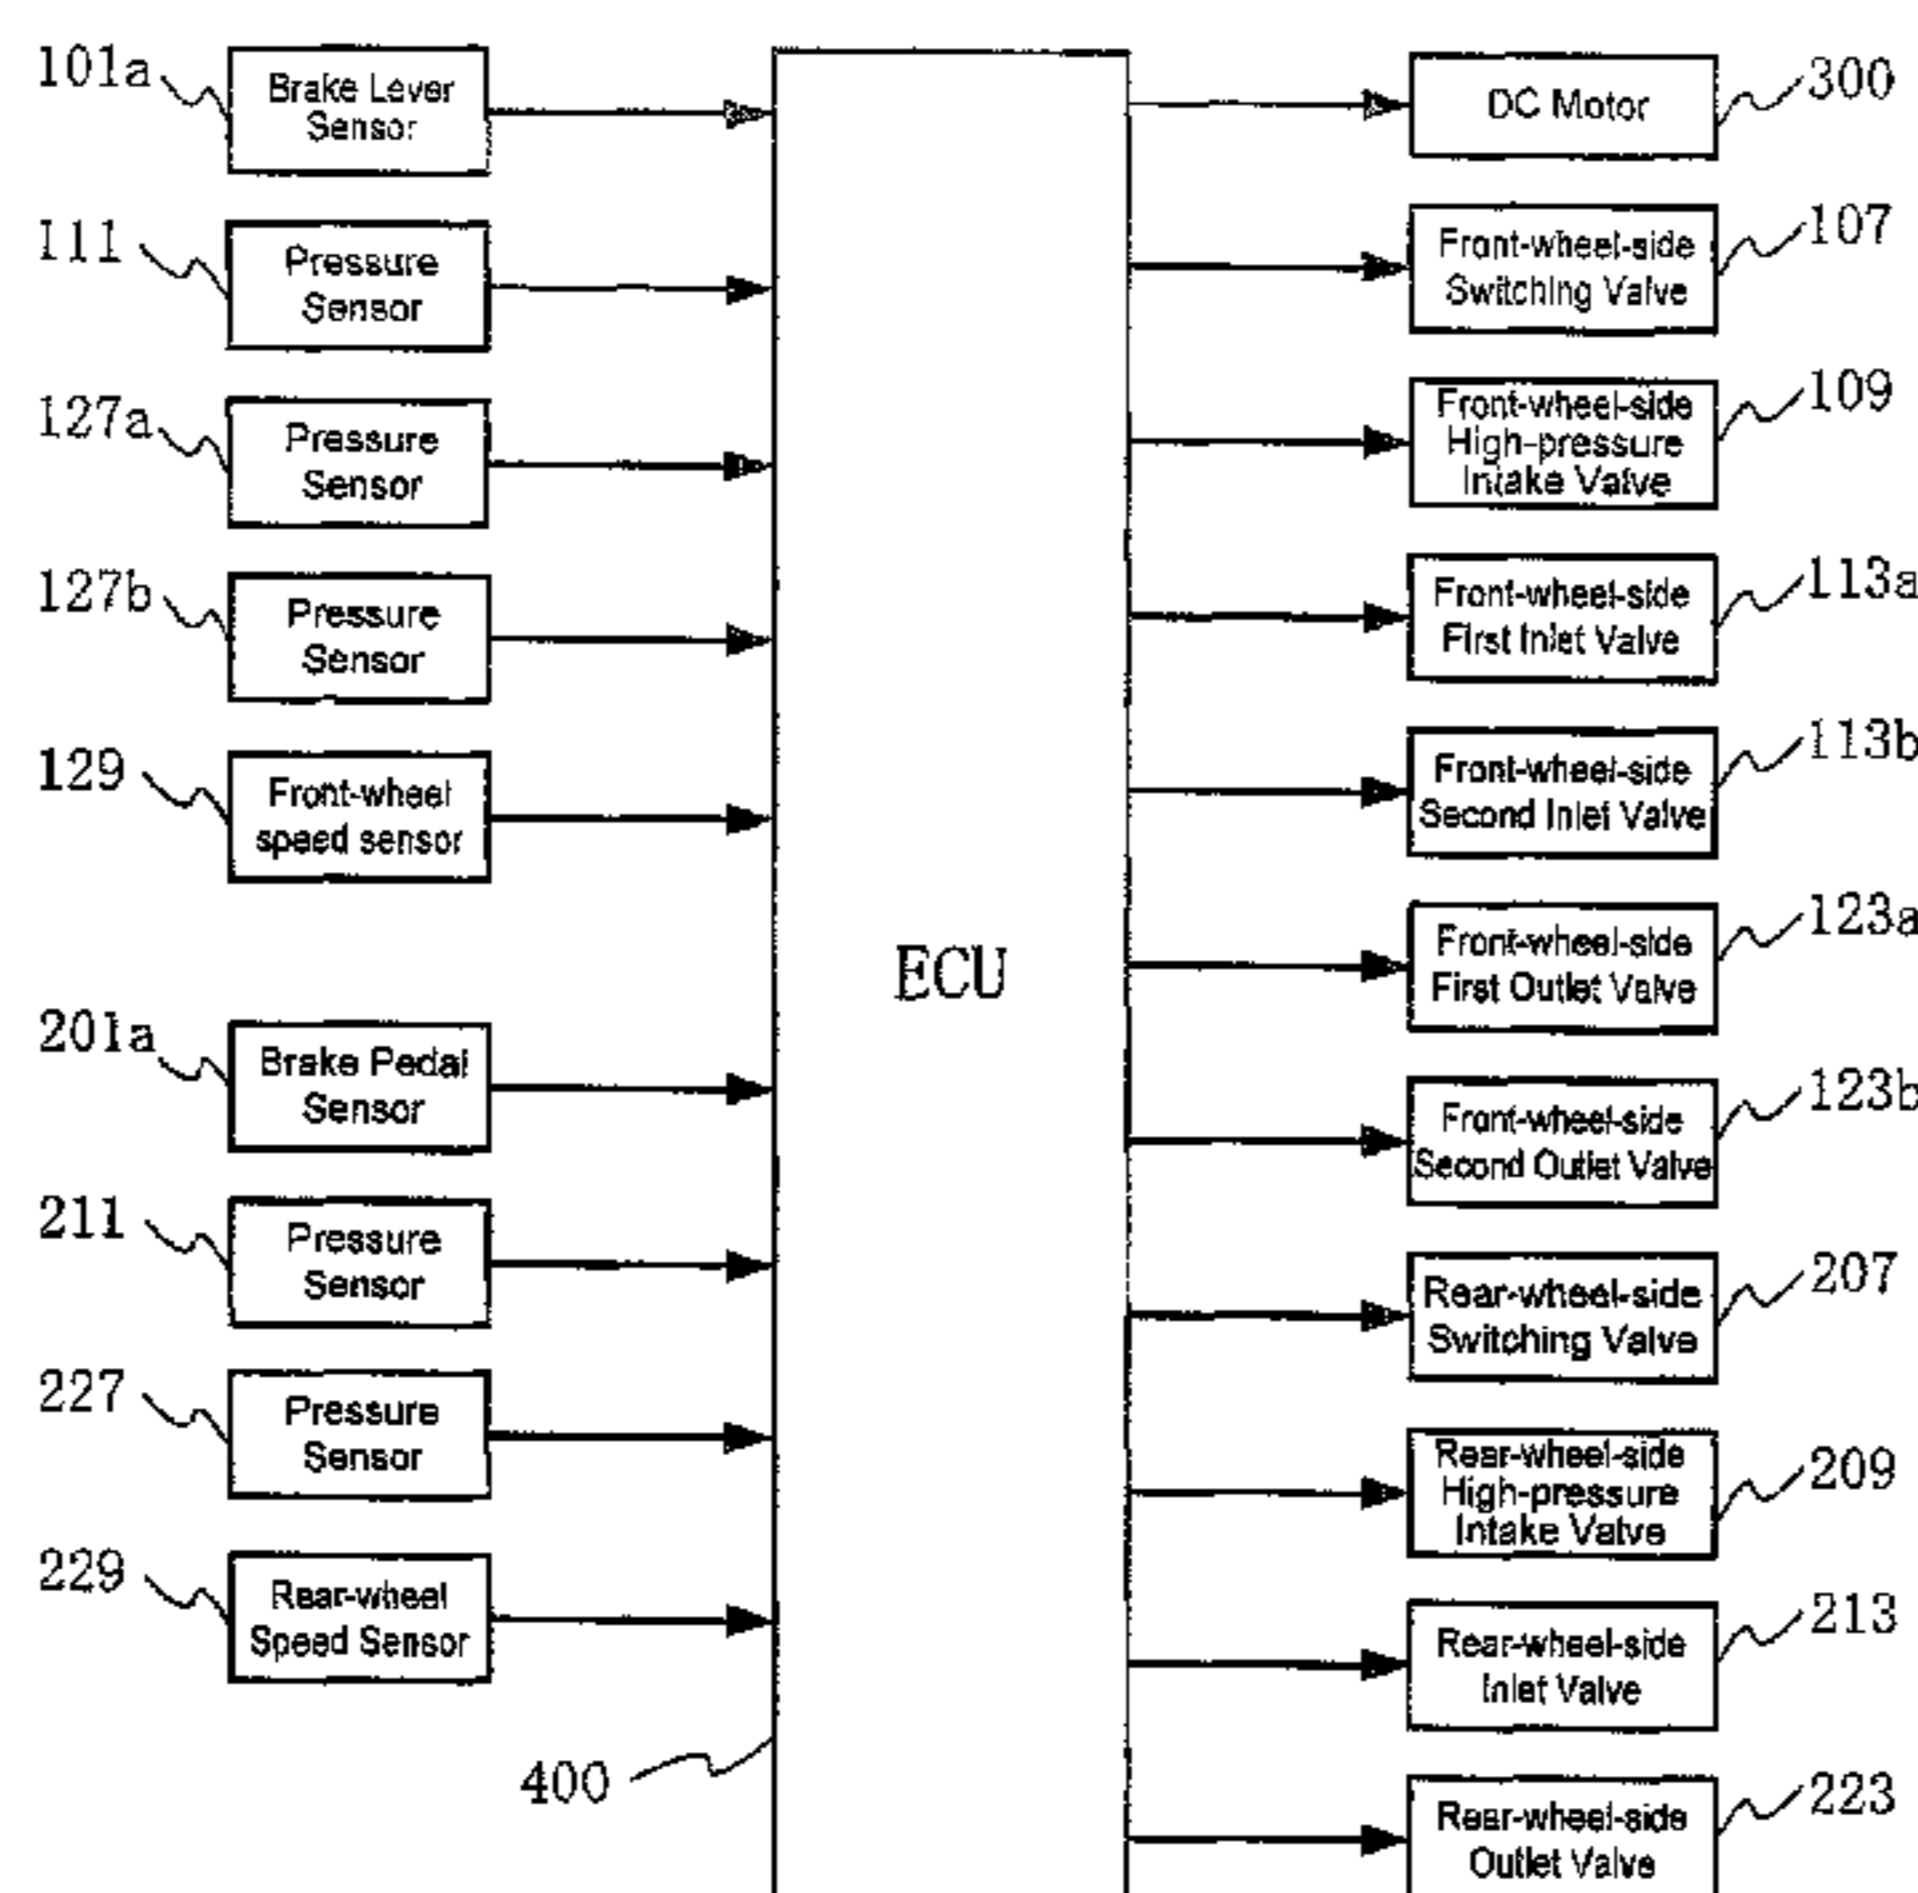 101a
Brake Lever
Sensor
111
Pressure
Sensor
127a
Pressure
Sensor
127b
Pressure
Sensor
129
Front-wheel
speed sensor
201a
Brake Pedal
Sensor
211
Pressure
Sensor
227
Pressure
Sensor
229
Rear-wheel
Speed Sensor
ECU
400
DC Motor
300
Front-wheel-side
Switching Valve
107
Front-wheel-side
High-pressure
Intake Valve
109
Front-wheel-side
First Inlet Valve
113a
Front-wheel-side
Second Inlet Valve
113b
Front-wheel-side
First Outlet Valve
123a
Front-wheel-side
Second Outlet Valve
123b
Rear-wheel-side
Switching Valve
207
Rear-wheel-side
High-pressure
Intake Valve
209
Rear-wheel-side
Inlet Valve
213
Rear-wheel-side
Outlet Valve
223